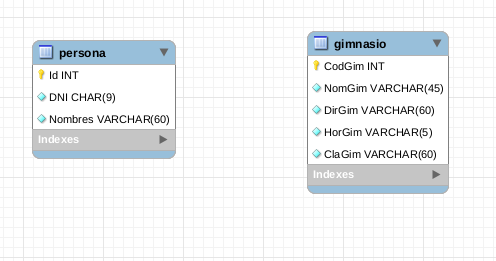 persona
Id INT
DNI CHAR(9)
Nombres VARCHAR(60)
Indexes
gimnasio
CodGim INT
NomGim VARCHAR(45)
DirGim VARCHAR(60)
HorGim VARCHAR(5)
ClaGim VARCHAR(60)
Indexes